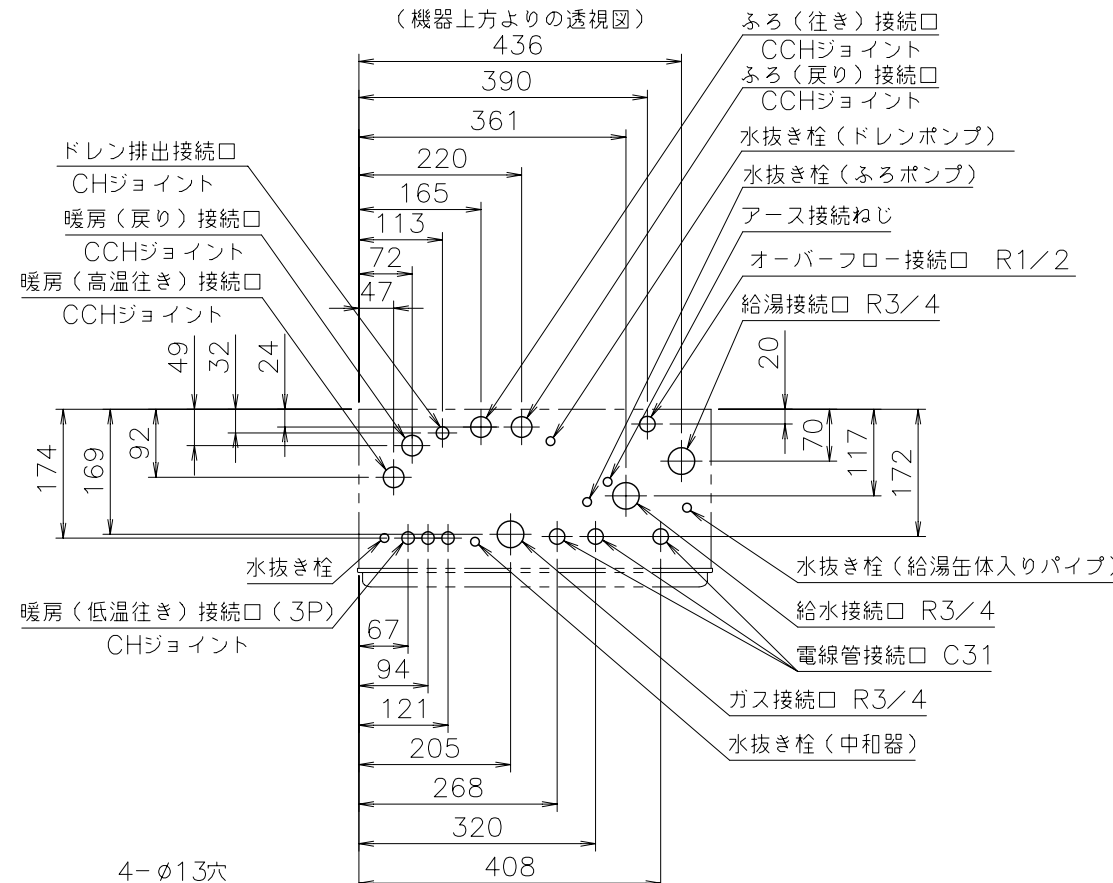 (機器上方よりの透視図)
ふろ(往き)接続口
CCHジョイント
ふろ(戻り)接続口
CCHジョイント
水抜き栓(ドレンポンプ)
水抜き栓(ふろポンプ)
アース接続ねじ
オーバーフロー接続口 R1/2
給湯接続口 R3/4
436
390
361
220
165
113
72
47
ドレン排出接続口
CHジョイント
暖房(戻り)接続口
CCHジョイント
暖房(高温往き)接続口
CCHジョイント
49
32
24
20
174
169
92
70
117
172
水抜き栓
暖房(低温往き)接続口(3P)
CHジョイント
水抜き栓(給湯缶体入りパイプ)
給水接続口 R3/4
電線管接続口 C31
ガス接続口 R3/4
水抜き栓(中和器)
67
94
121
205
268
320
408
4-φ13穴